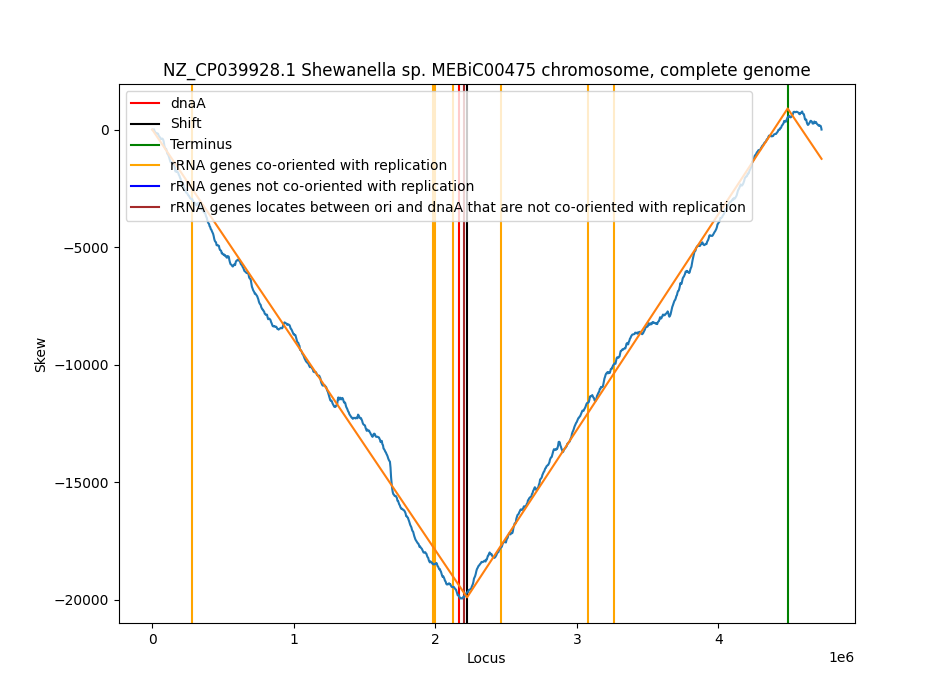 NZ_CP039928.1 Shewanella sp. MEBiC00475 chromosome, complete genome
dnaA
Shift
Terminus
rRNA genes co-oriented with replication
rRNA genes not co-oriented with replication
rRNA genes locates between ori and dnaA that are not co-oriented with replication
0
−5000
−10000
−15000
−20000
Skew
0 1 2 3 4
1e6
Locus